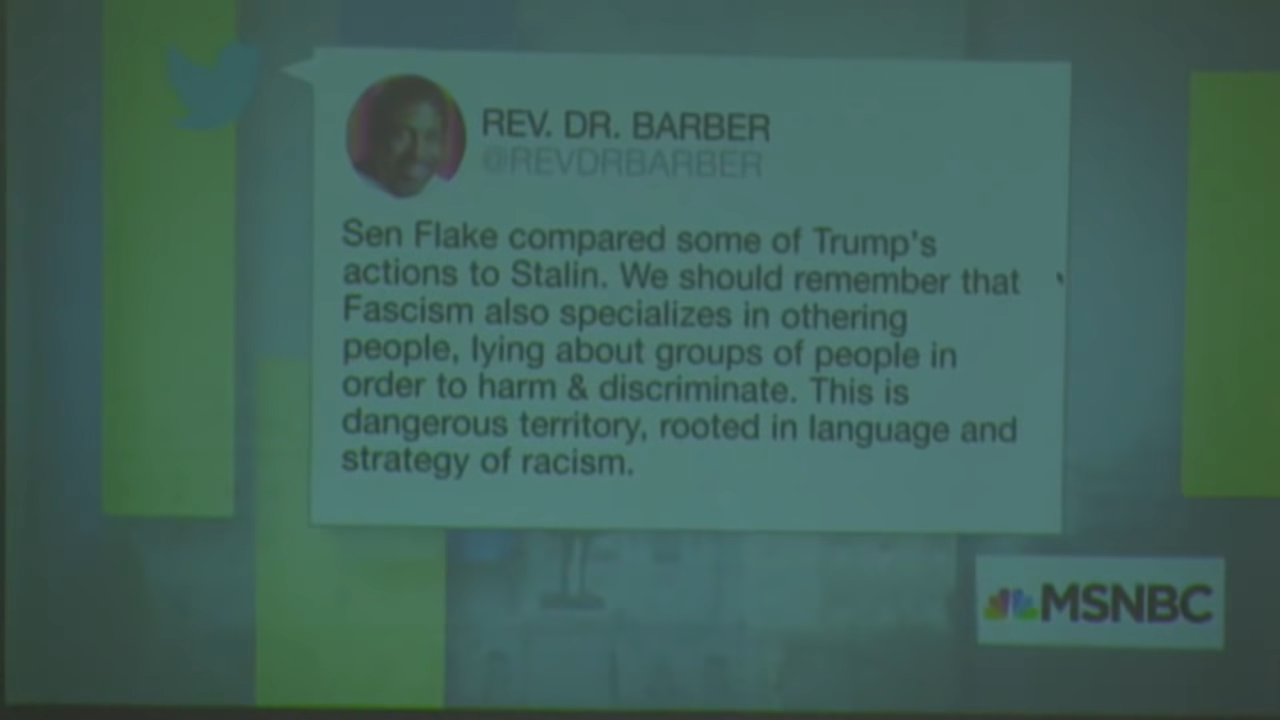 REV. DR. BARBER
@REVDRBARBER
Sen Flake compared some of Trump's
actions to Stalin. We should remember that
Fascism also specializes in othering
people, lying about groups of people in
order to harm & discriminate. This is
dangerous territory, rooted in language and
strategy of racism.
MSNBC